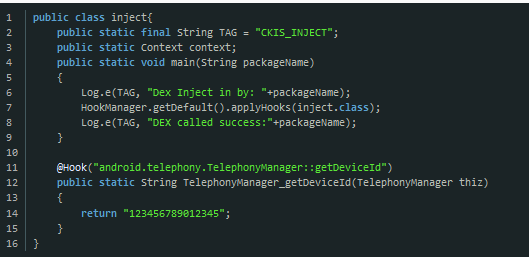 1 public class inject{
2 public static final String TAG = "CKIS_INJECT";
3 public static Context context;
4 public static void main(String packageName)
5 {
6 Log.e(TAG, "Dex Inject in by: "+packageName);
7 HookManager.getDefault().applyHooks(inject.class);
8 Log.e(TAG, "DEX called success:"+packageName);
9 }
10
11 @Hook("android.telephony.TelephonyManager::getDeviceId")
12 public static String TelephonyManager_getDeviceId(TelephonyManager thiz)
13 {
14 return "123456789012345";
15 }
16 }